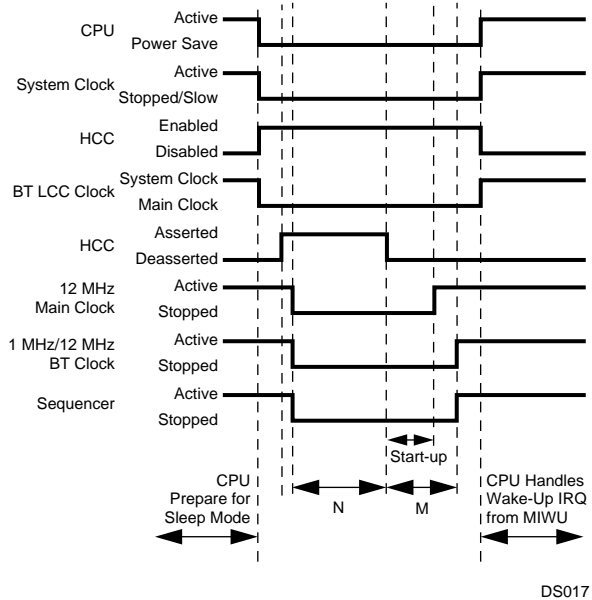 CPU
Active
Power Save
System Clock
Active
Stopped/Slow
HCC
Enabled
Disabled
BT LCC Clock
System Clock
Main Clock
HCC
Asserted
Deasserted
12 MHz
Main Clock
Active
Stopped
1 MHz/12 MHz
BT Clock
Active
Stopped
Sequencer
Active
Stopped
Start-up
CPU
Prepare for
Sleep Mode
N
M
CPU Handles
Wake-Up IRQ
from MIWU
DS017